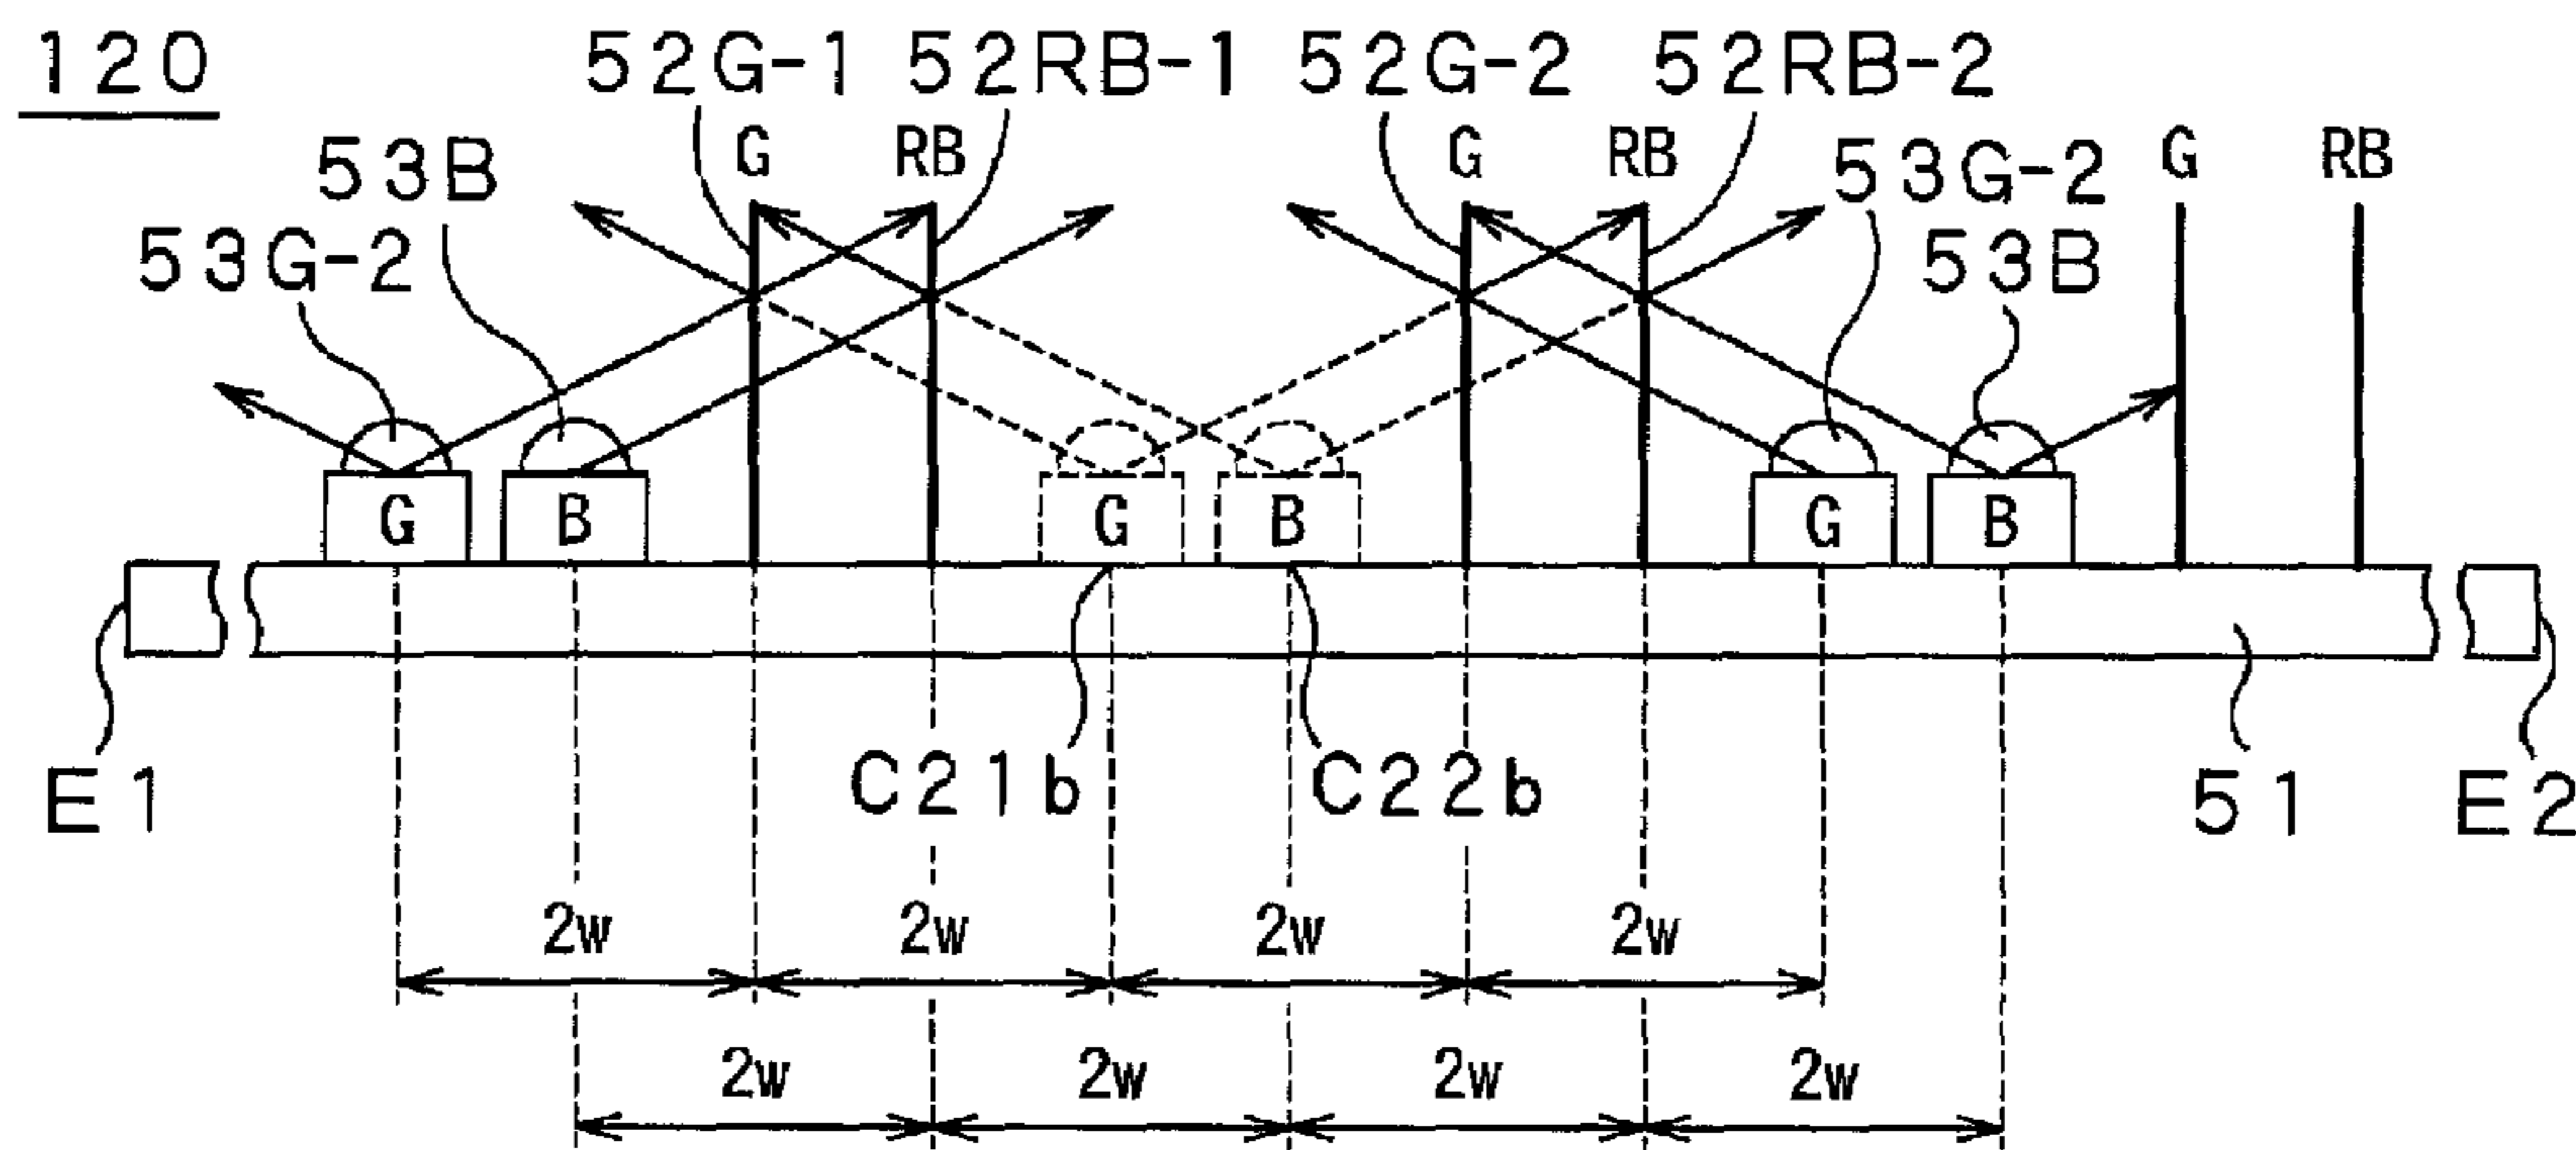 120
52G-1 52RB-1 52G-2 52RB-2
G RB G RB G RB
53B 53G-2
53G-2 53B
G B G B G B
E1 C21b C22b 51 E2
2w 2w 2w 2w
2w 2w 2w 2w